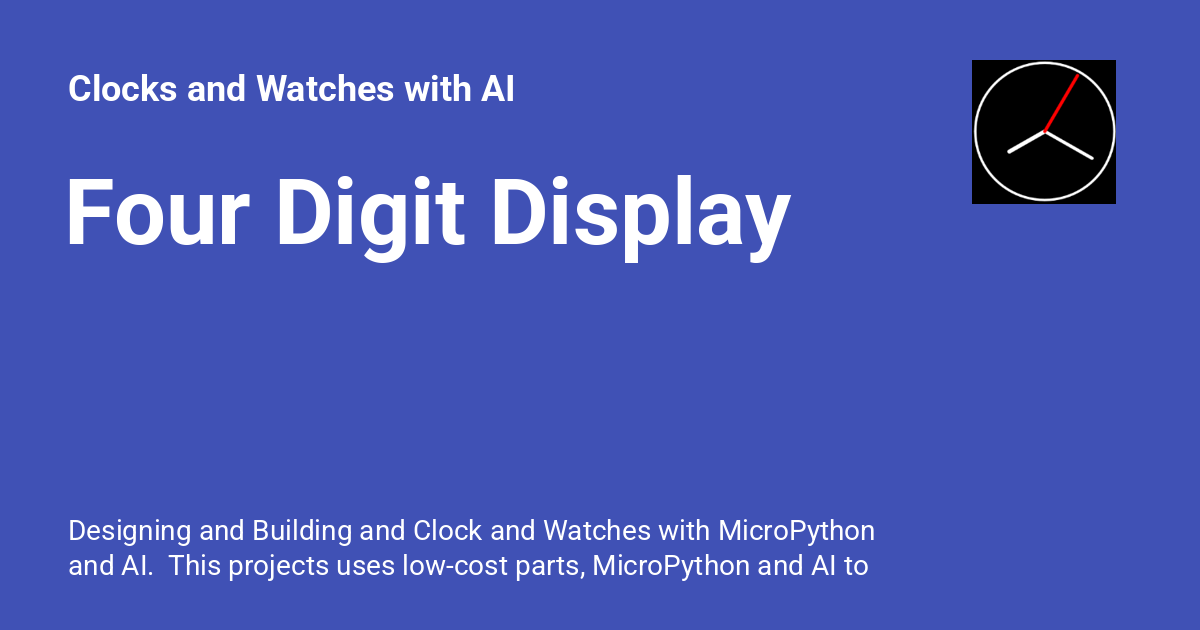 Clocks and Watches with AI
Four Digit Display
Designing and Building and Clock and Watches with MicroPython
and AI.  This projects uses low-cost parts, MicroPython and AI to